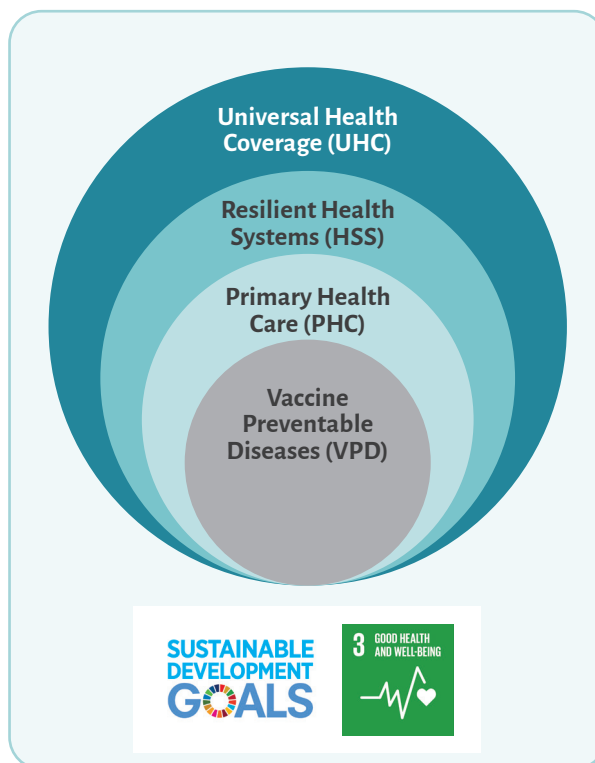 Universal Health
Coverage (UHC)
Resilient Health
Systems (HSS)
Primary Health
Care (PHC)
Vaccine
Preventable
Diseases (VPD)
SUSTAINABLE
DEVELOPMENT
GOALS
3 GOOD HEALTH
AND WELL-BEING